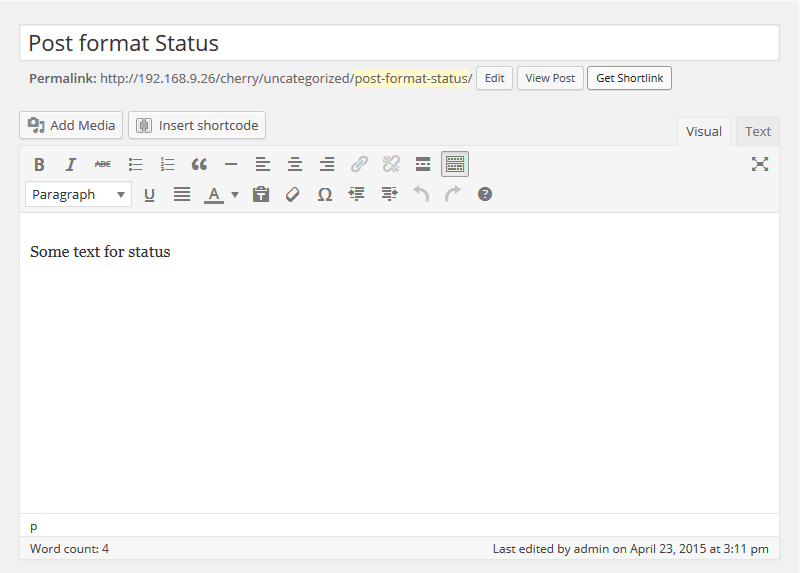 Post format Status
Permalink: http://192.168.9.26/cherry/uncategorized/post-format-status/ Edit View Post Get Shortlink
Add Media Insert shortcode Visual Text
B I ABC
Paragraph U A T Ω ?
Some text for status
p
Word count: 4 Last edited by admin on April 23, 2015 at 3:11 pm